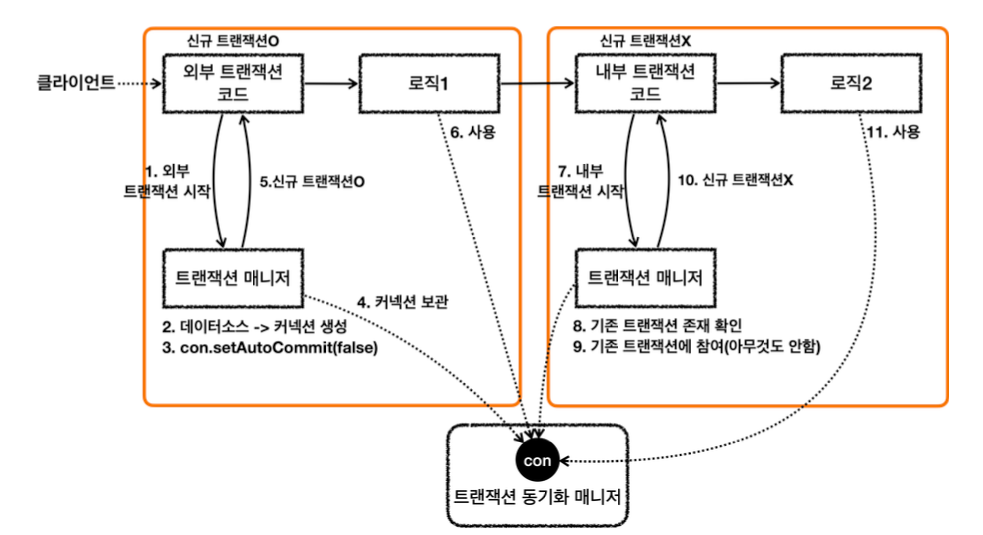 신규 트랜잭션O
클라이언트
외부 트랜잭션
코드
로직1
6. 사용
1. 외부
트랜잭션 시작
5.신규 트랜잭션O
트랜잭션 매니저
4. 커넥션 보관
2. 데이터소스 -> 커넥션 생성
3. con.setAutoCommit(false)
신규 트랜잭션X
내부 트랜잭션
코드
로직2
11. 사용
7. 내부
트랜잭션 시작
10. 신규 트랜잭션X
트랜잭션 매니저
8. 기존 트랜잭션 존재 확인
9. 기존 트랜잭션에 참여(아무것도 안함)
con
트랜잭션 동기화 매니저